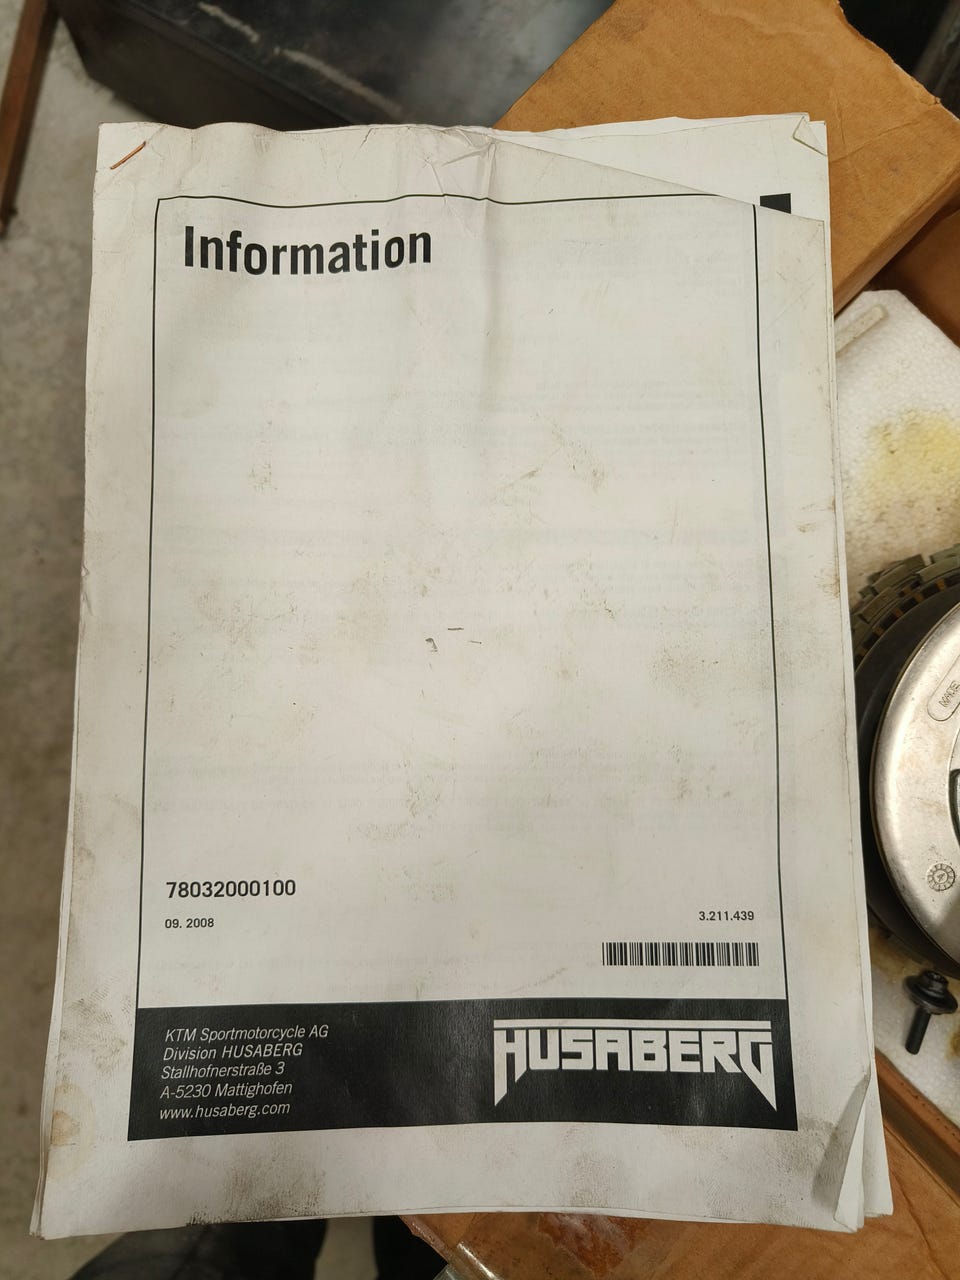 Information
78032000100
09. 2008
3.211.439
KTM Sportmotorcycle AG
Division HUSABERG
Stallhofnerstraße 3
A-5230 Mattighofen
www.husaberg.com
HUSABERG
MADE